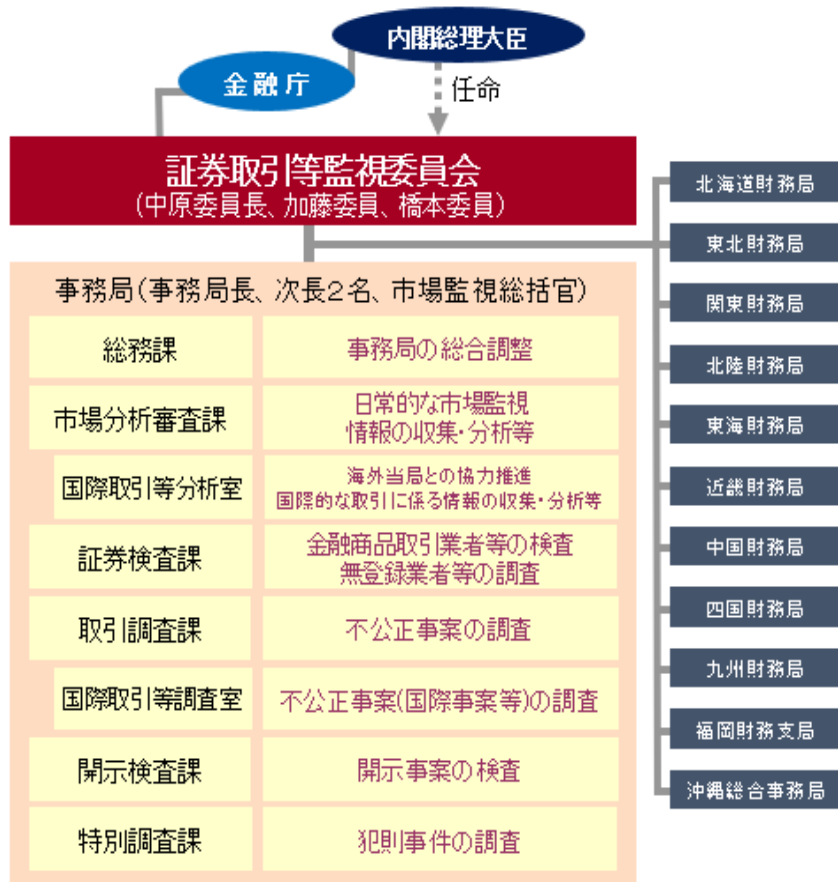 内閣総理大臣
金融庁
任命
証券取引等監視委員会
(中原委員長、加藤委員、橋本委員)
事務局(事務局長、次長2名、市場監視総括官)
総務課
事務局の総合調整
市場分析審査課
日常的な市場監視
情報の収集・分析等
国際取引等分析室
海外当局との協力推進
国際的な取引に係る情報の収集・分析等
証券検査課
金融商品取引業者等の検査
無登録業者等の調査
取引調査課
不公正事案の調査
国際取引等調査室
不公正事案(国際事案等)の調査
開示検査課
開示事案の検査
特別調査課
犯則事件の調査
北海道財務局
東北財務局
関東財務局
北陸財務局
東海財務局
近畿財務局
中国財務局
四国財務局
九州財務局
福岡財務支局
沖縄総合事務局